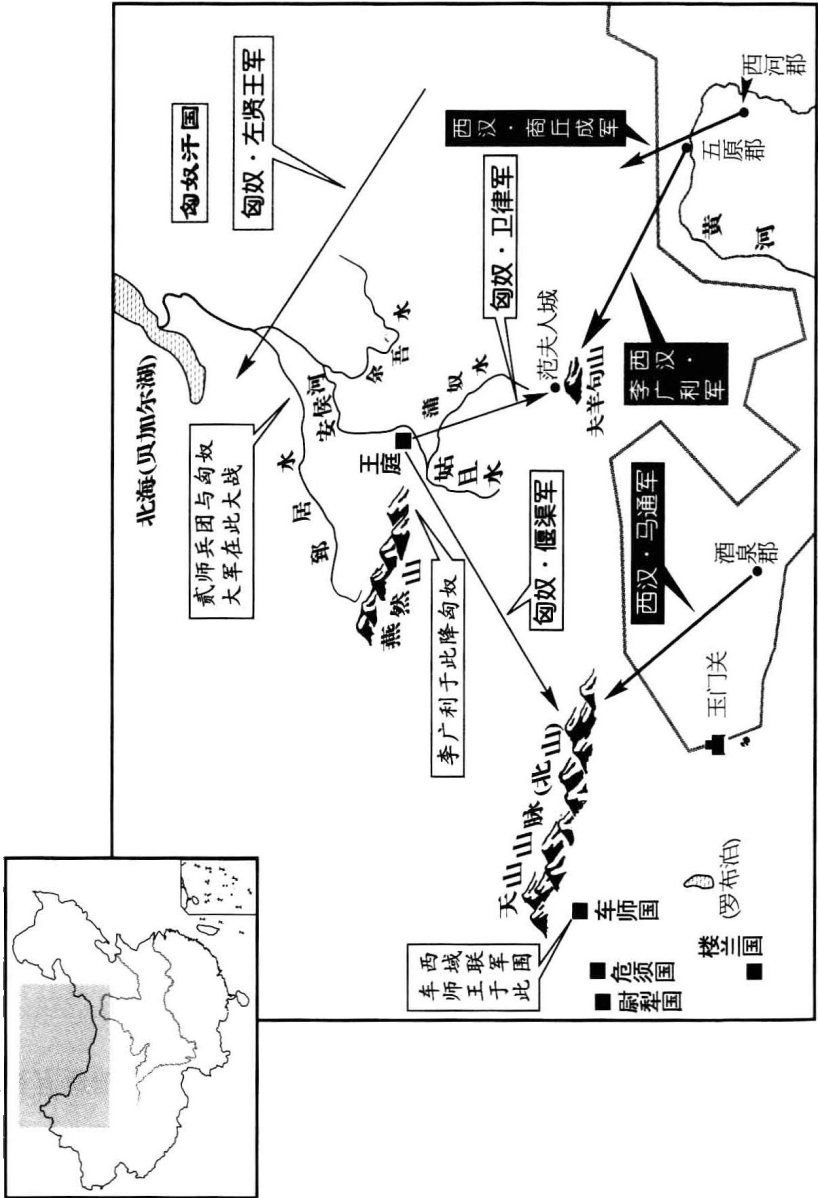 匈奴汗国
匈奴·左贤王军
北海(贝加尔湖)
贰师兵团与匈奴
大军在此大战
郅居水
安侯河
余吾水
燕然山
王庭
姑且水
蒲奴水
李广利于此降匈奴
匈奴·卫律军
匈奴·偃渠军
范夫人城
夫羊句山
西汉·商丘成军
西河郡
五原郡
黄河
西汉·
李广利军
西汉·马通军
酒泉郡
玉门关
天山山脉(北山)
西域联军围
车师王于此
车师国
危须国
尉犁国
楼兰国
(罗布泊)